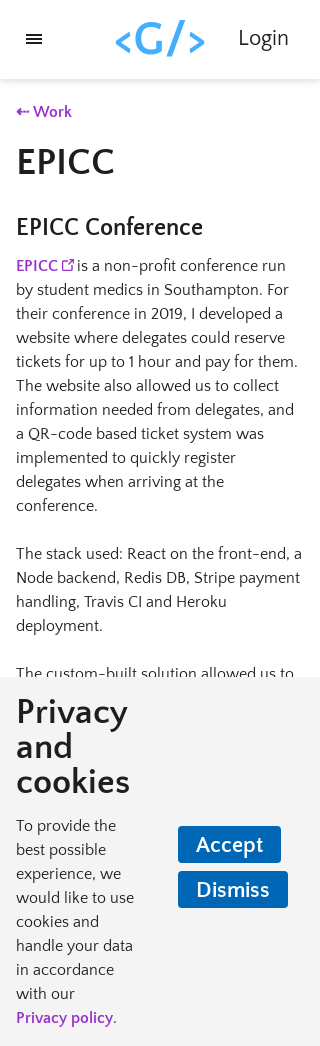 <G/>
Login
⇠ Work
EPICC
EPICC Conference
EPICC is a non-profit conference run
by student medics in Southampton. For
their conference in 2019, I developed a
website where delegates could reserve
tickets for up to 1 hour and pay for them.
The website also allowed us to collect
information needed from delegates, and
a QR-code based ticket system was
implemented to quickly register
delegates when arriving at the
conference.
The stack used: React on the front-end, a
Node backend, Redis DB, Stripe payment
handling, Travis CI and Heroku
deployment.
The custom-built solution allowed us to
Privacy
and
cookies
To provide the
best possible
experience, we
would like to use
cookies and
handle your data
in accordance
with our
Privacy policy.
Accept
Dismiss